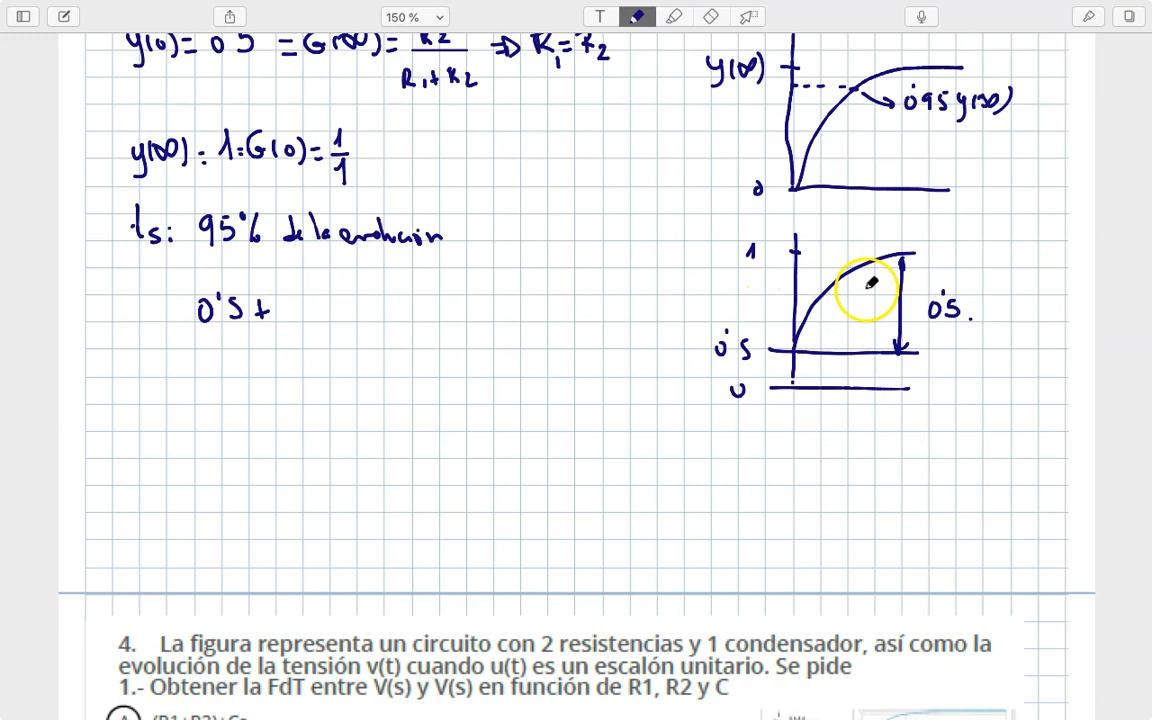 150 %
T
y(0) = 0'5 = G(∞) = R2 / R1 + R2 ⇒ R1 = R2
y(∞) = 1 = G(0) = 1/1
ts: 95% de la evolución
0'5 +
y(∞)
0'95 y(∞)
0
1
0'5
0'5.
0
4. La figura representa un circuito con 2 resistencias y 1 condensador, así como la
evolución de la tensión v(t) cuando u(t) es un escalón unitario. Se pide
1.- Obtener la FdT entre V(s) y V(s) en función de R1, R2 y C